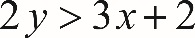 2y > 3x + 2